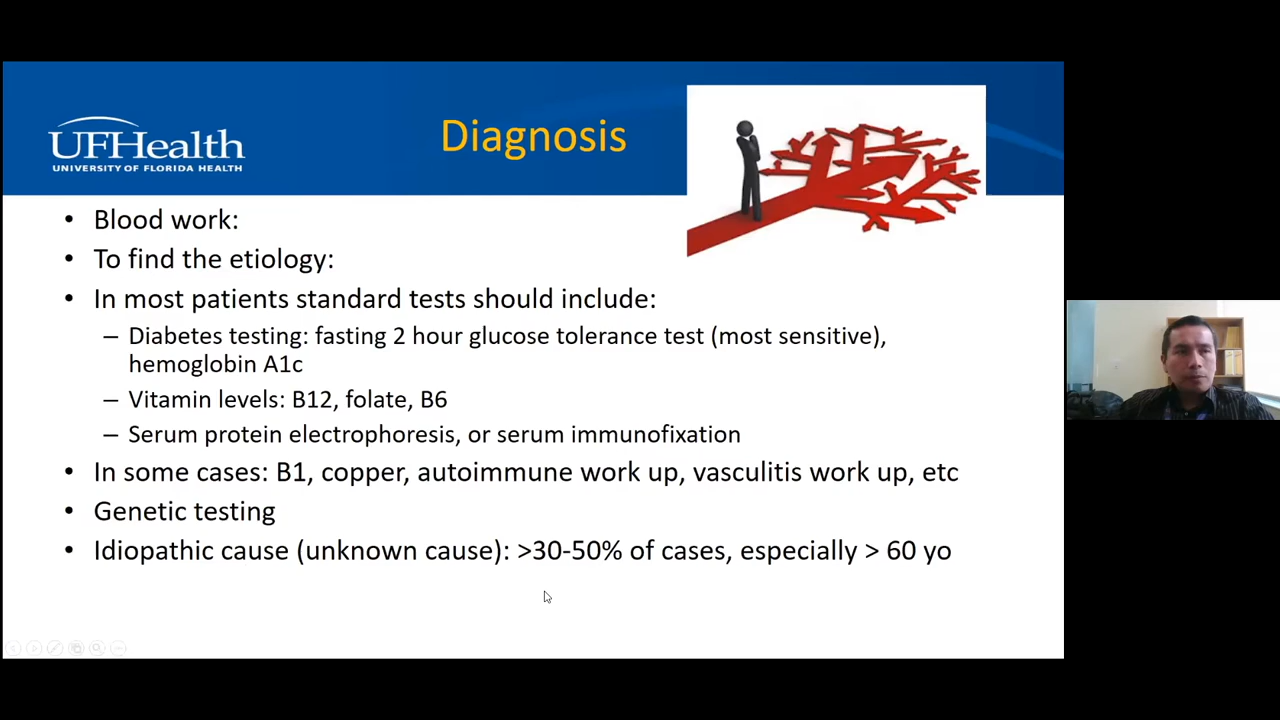 UFHealth
UNIVERSITY OF FLORIDA HEALTH
Diagnosis
• Blood work:
• To find the etiology:
• In most patients standard tests should include:
– Diabetes testing: fasting 2 hour glucose tolerance test (most sensitive),
hemoglobin A1c
– Vitamin levels: B12, folate, B6
– Serum protein electrophoresis, or serum immunofixation
• In some cases: B1, copper, autoimmune work up, vasculitis work up, etc
• Genetic testing
• Idiopathic cause (unknown cause): >30-50% of cases, especially > 60 yo